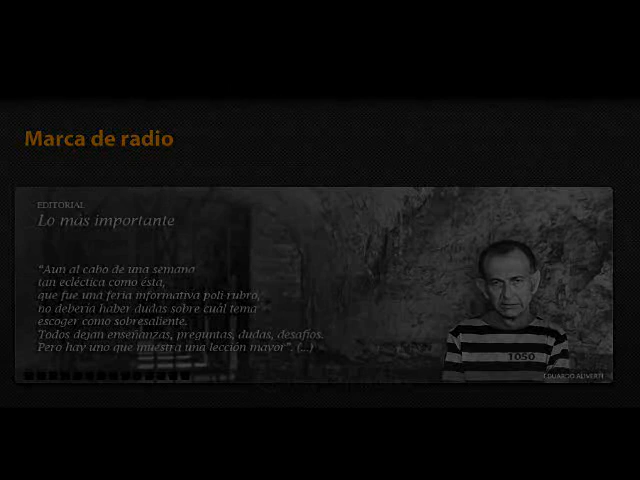 Marca de radio
EDITORIAL
Lo más importante
"Aun al cabo de una semana
tan ecléctica como ésta,
que fue una feria informativa poli-rubro,
no debería haber dudas sobre cuál tema
escoger como sobresaliente.
Todos dejan enseñanzas, preguntas, dudas, desafíos.
Pero hay uno que muestra una lección mayor". (...)
1050
EDUARDO ALIVERTI